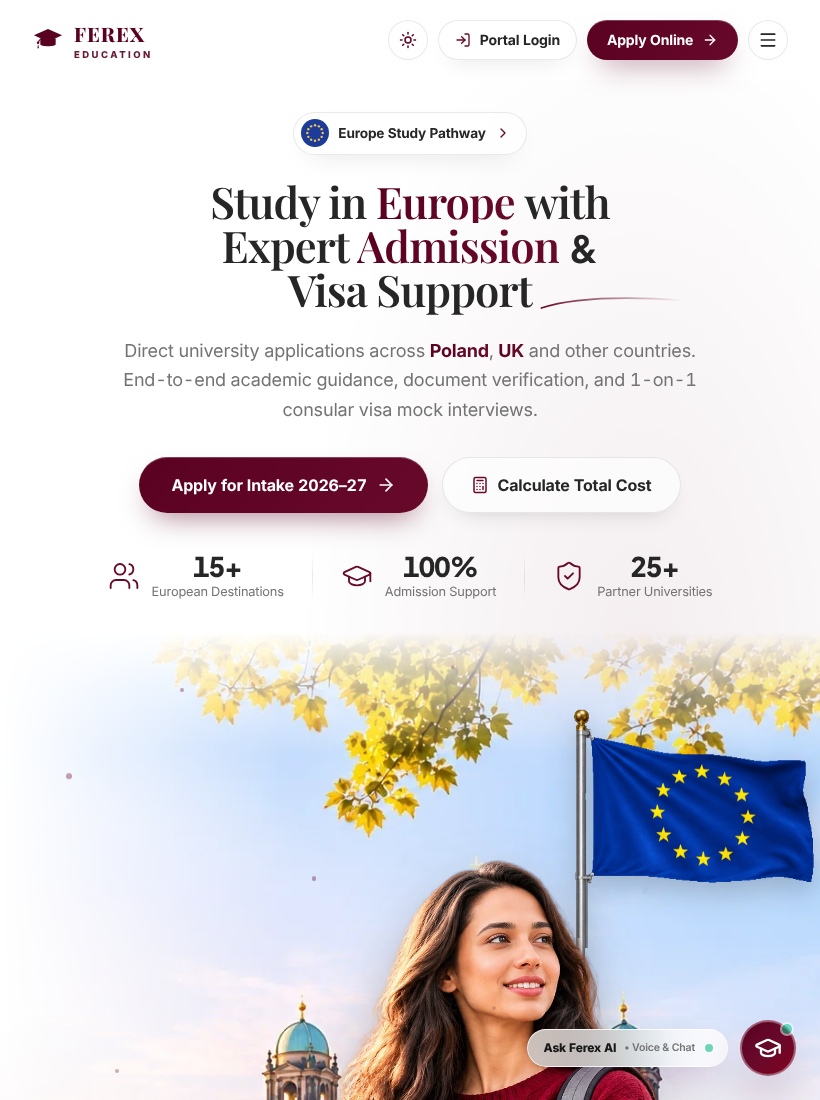 FEREX
EDUCATION
Portal Login
Apply Online
Europe Study Pathway
Study in Europe with
Expert Admission &
Visa Support
Direct university applications across Poland, UK and other countries.
End-to-end academic guidance, document verification, and 1-on-1
consular visa mock interviews.
Apply for Intake 2026–27
Calculate Total Cost
15+
European Destinations
100%
Admission Support
25+
Partner Universities
Ask Ferex AI • Voice & Chat